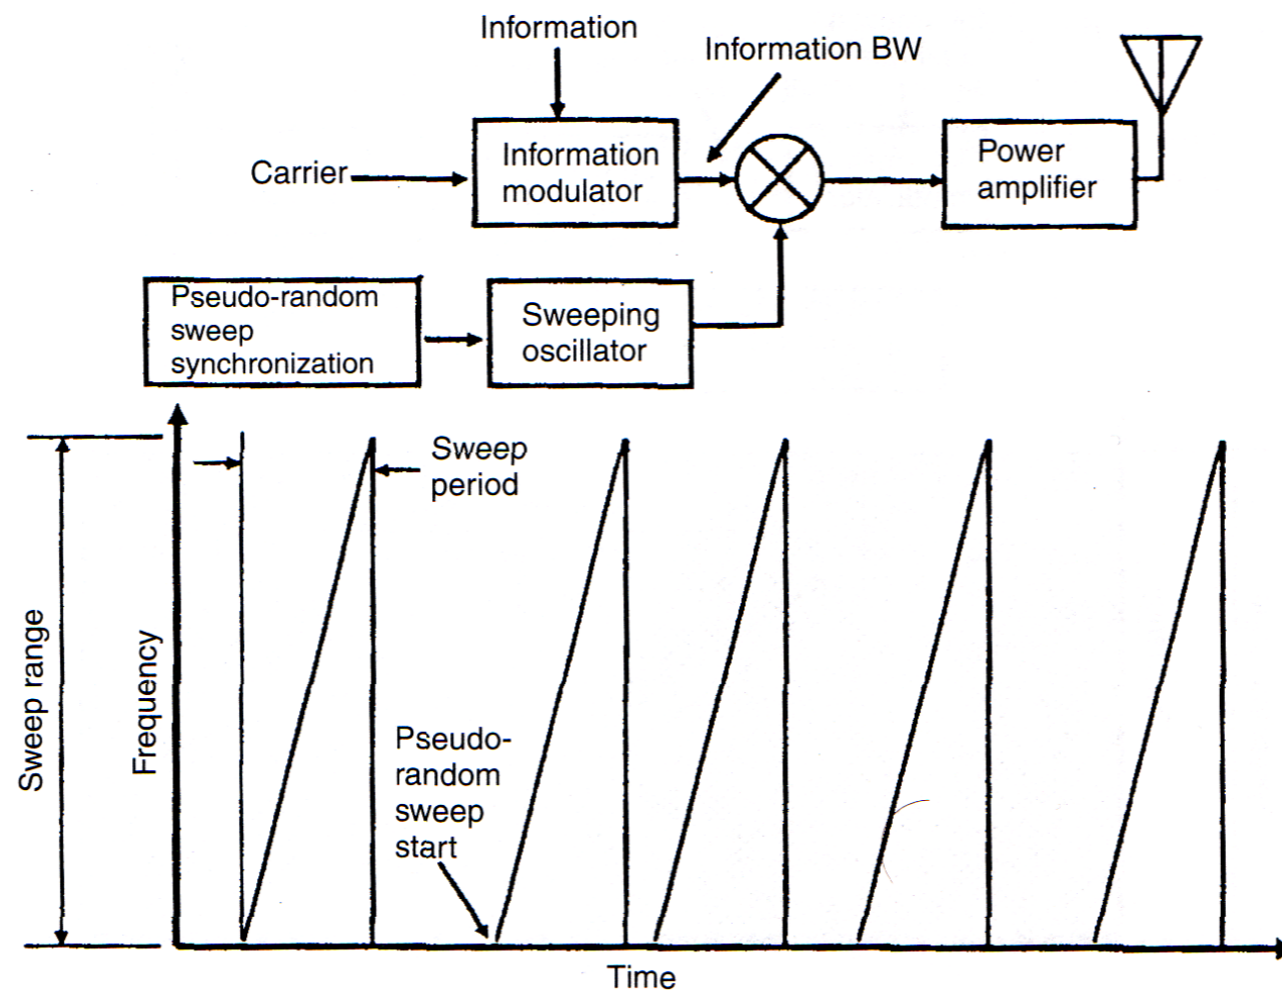 Information
Information BW
Carrier
Information
modulator
Power
amplifier
Pseudo-random
sweep
synchronization
Sweeping
oscillator
Sweep
period
Sweep range
Frequency
Pseudo-
random
sweep
start
Time